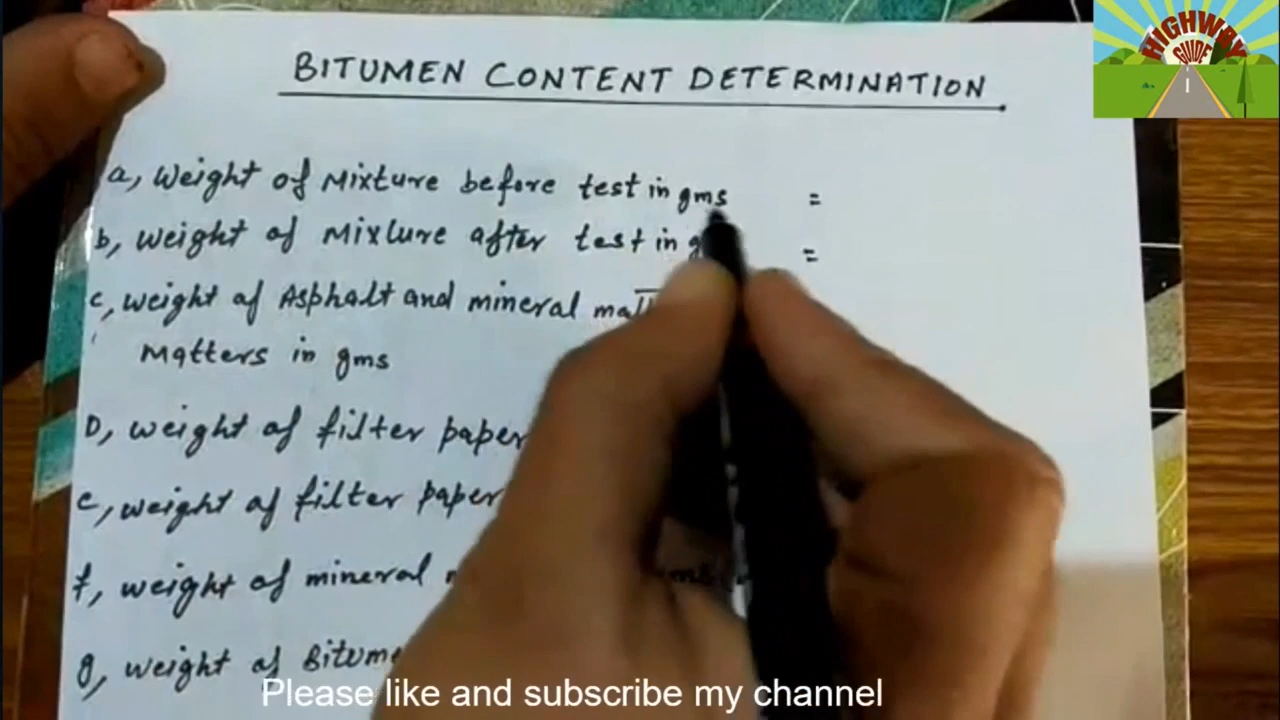 HIGHWAY
GUIDE
BITUMEN CONTENT DETERMINATION
a, Weight of Mixture before test in gms =
b, Weight of Mixture after test in =
c, Weight of Asphalt and mineral
Matters in gms
D, weight of filter paper
e, weight of filter paper
f, weight of mineral
g, weight of
Please like and subscribe my channel